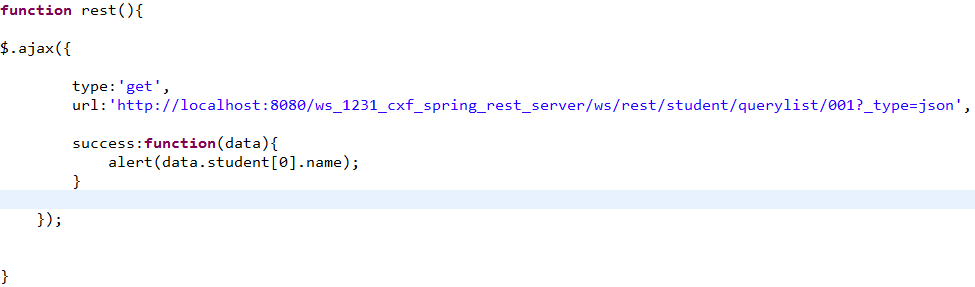 function rest(){
$.ajax({
type:'get',
url:'http://localhost:8080/ws_1231_cxf_spring_rest_server/ws/rest/student/querylist/001?_type=json',
success:function(data){
alert(data.student[0].name);
}
});
}